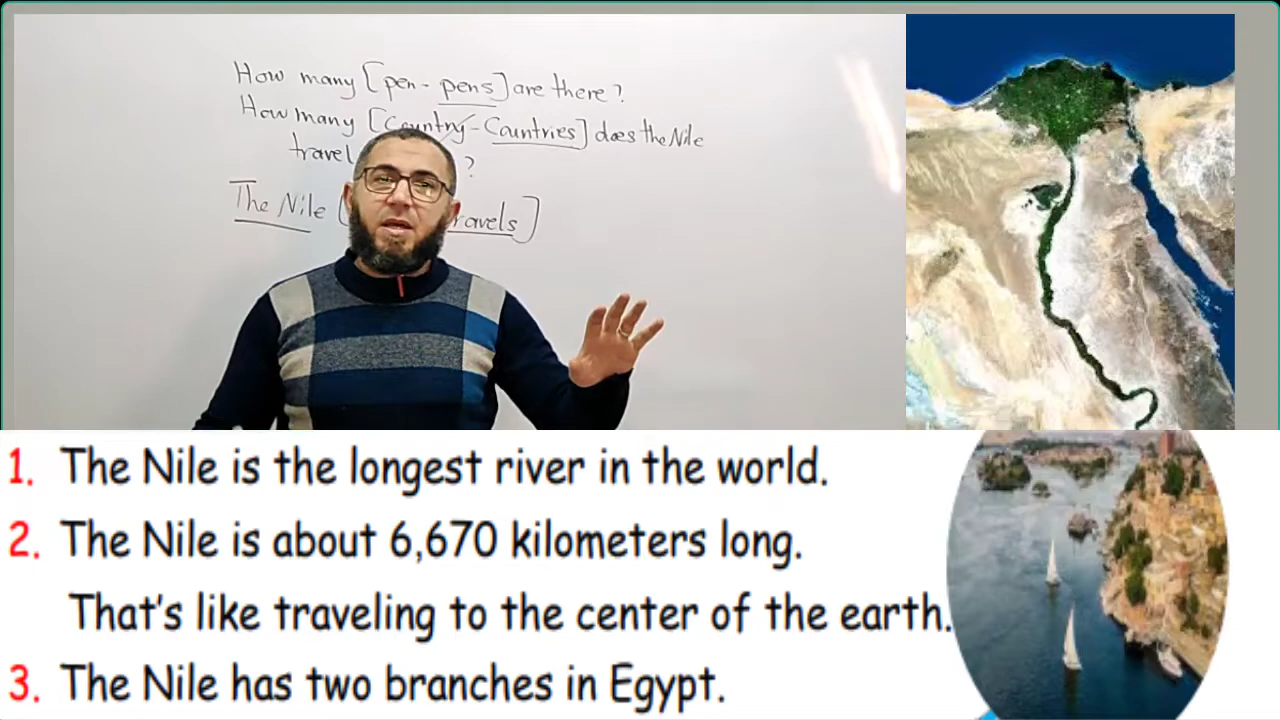 How many [pen - pens] are there?
How many [Country - Countries] does the Nile
travel ?
The Nile [ ravels]
1. The Nile is the longest river in the world.
2. The Nile is about 6,670 kilometers long.
That's like traveling to the center of the earth.
3. The Nile has two branches in Egypt.